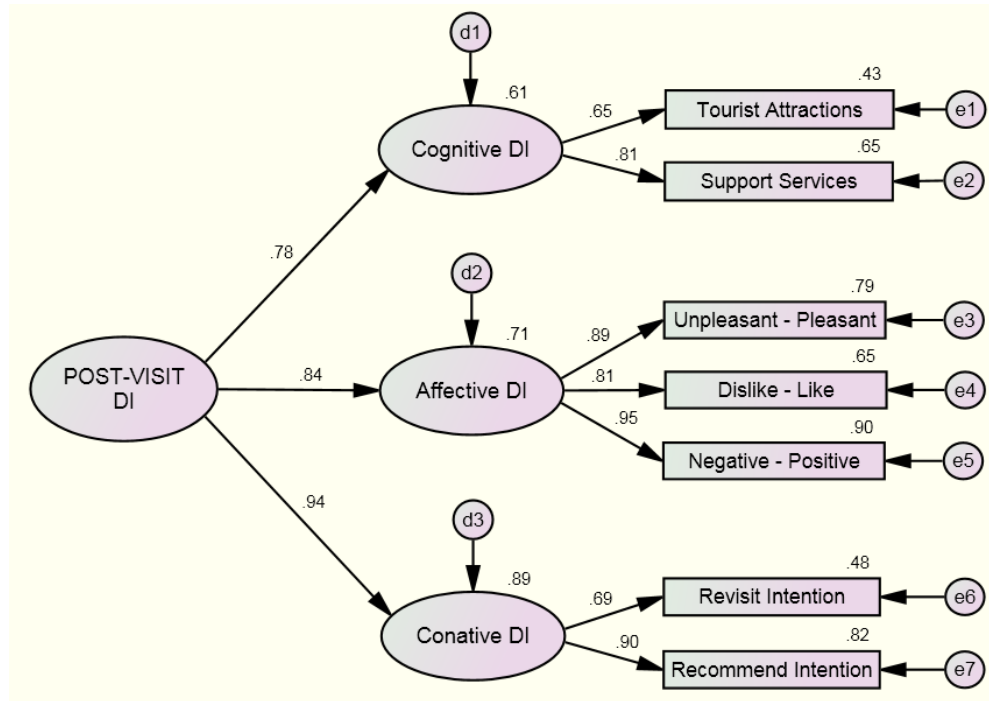 d1
.61
.43
Cognitive DI
.65
Tourist Attractions
e1
.81
.65
Support Services
e2
.78
d2
.71
.79
POST-VISIT
DI
.84
Affective DI
.89
Unpleasant - Pleasant
e3
.81
.65
Dislike - Like
e4
.95
.90
Negative - Positive
e5
.94
d3
.89
.48
Conative DI
.69
Revisit Intention
e6
.90
.82
Recommend Intention
e7